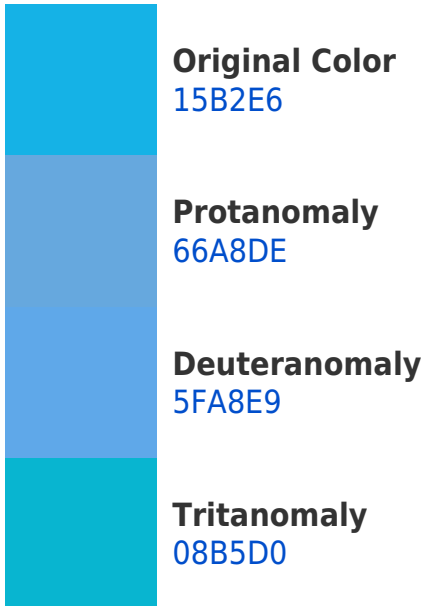 Original Color
15B2E6
Protanomaly
66A8DE
Deuteranomaly
5FA8E9
Tritanomaly
08B5D0